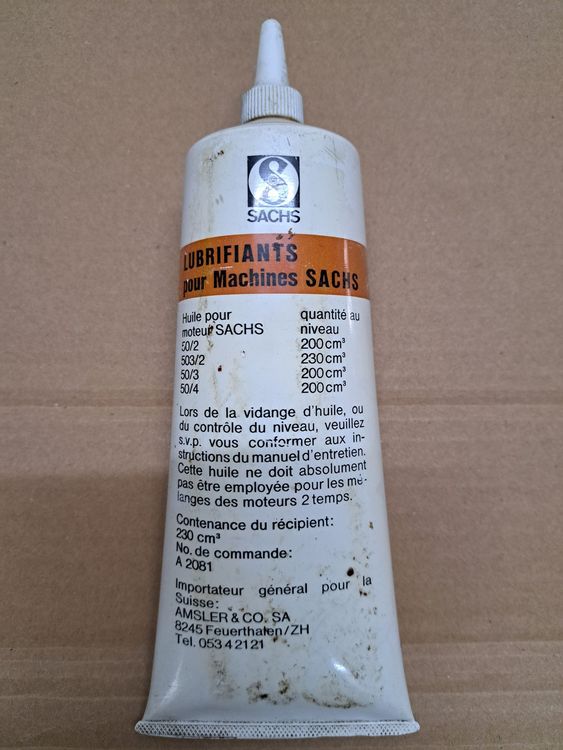 S
SACHS
LUBRIFIANTS
pour Machines SACHS
Huile pour quantité au
moteur SACHS niveau
50/2 200 cm³
503/2 230 cm³
50/3 200 cm³
50/4 200 cm³
Lors de la vidange d'huile, ou
du contrôle du niveau, veuillez
s.v.p. vous conformer aux in-
structions du manuel d'entretien.
Cette huile ne doit absolument
pas être employée pour les mé-
langes des moteurs 2 temps.
Contenance du récipient:
230 cm³
No. de commande:
A 2081
Importateur général pour la
Suisse:
AMSLER & CO. SA
8245 Feuerthalen/ZH
Tel. 053 4 21 21